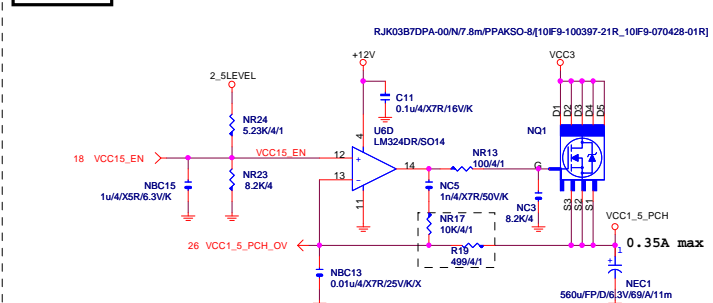 RJK03B7DPA-00/N/7.8m/PPAKSO-8/[10IF9-100397-21R_10IF9-070428-01R]
+12V
VCC3
2_5LEVEL
C11
0.1u/4/X7R/16V/K
D1
D2
D3
D4
D5
NR24
5.23K/4/1
U6D
LM324DR/SO14
NQ1
4
18 VCC15_EN
VCC15_EN
12
+
13
-
14
NR13
100/4/1
G
NBC15
1u/4/X5R/6.3V/K
NR23
8.2K/4
11
NC5
1n/4/X7R/50V/K
NC3
8.2K/4
S3
S2
S1
NR17
10K/4/1
VCC1_5_PCH
26 VCC1_5_PCH_OV
R19
499/4/1
0.35A max
1
+
NBC13
0.01u/4/X7R/25V/K/X
NEC1
560u/FP/D/6.3V/69/A/11m